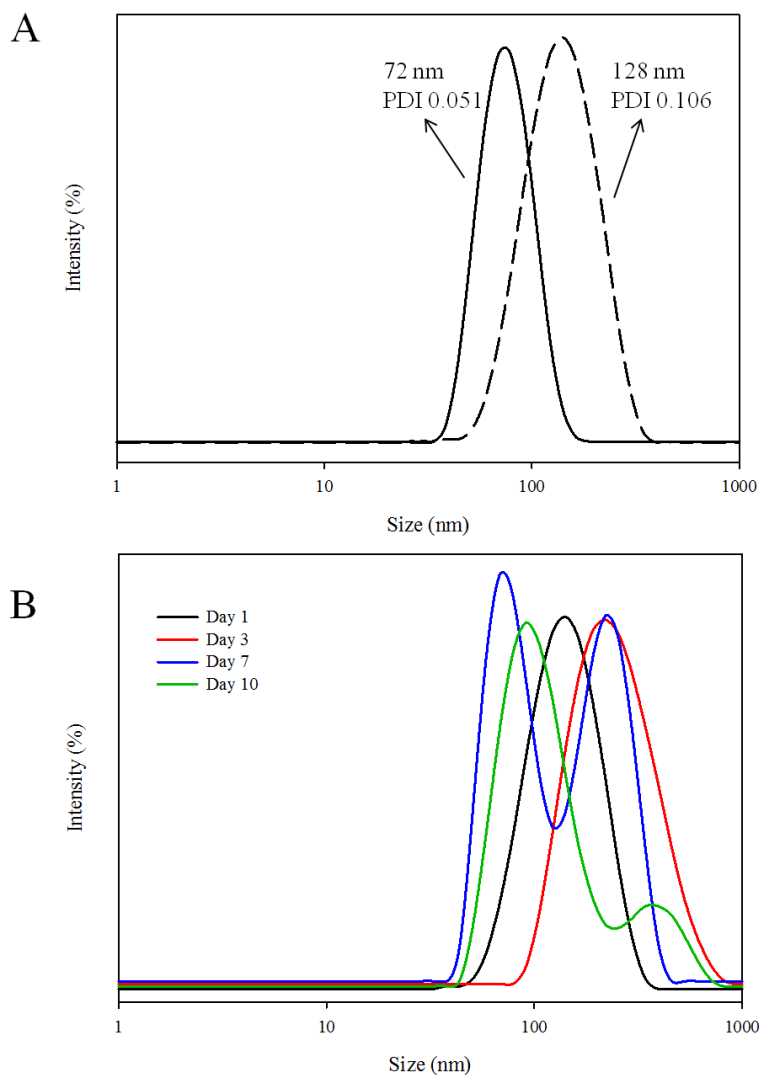 A
72 nm
PDI 0.051
128 nm
PDI 0.106
Intensity (%)
1
10
100
1000
Size (nm)
B
Day 1
Day 3
Day 7
Day 10
Intensity (%)
1
10
100
1000
Size (nm)